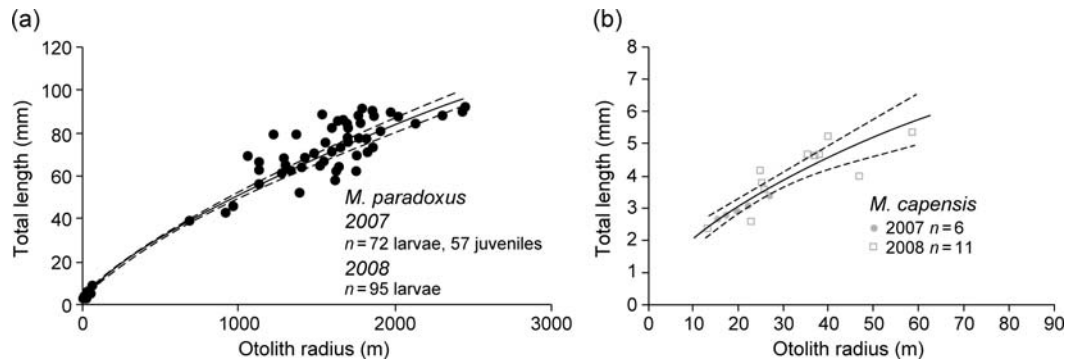 (a)
120
100
80
60
40
20
0
Total length (mm)
0 1000 2000 3000
Otolith radius (m)
M. paradoxus
2007
n=72 larvae, 57 juveniles
2008
n=95 larvae
(b)
8
7
6
5
4
3
2
1
0
Total length (mm)
0 10 20 30 40 50 60 70 80 90
Otolith radius (m)
M. capensis
2007 n=6
2008 n=11